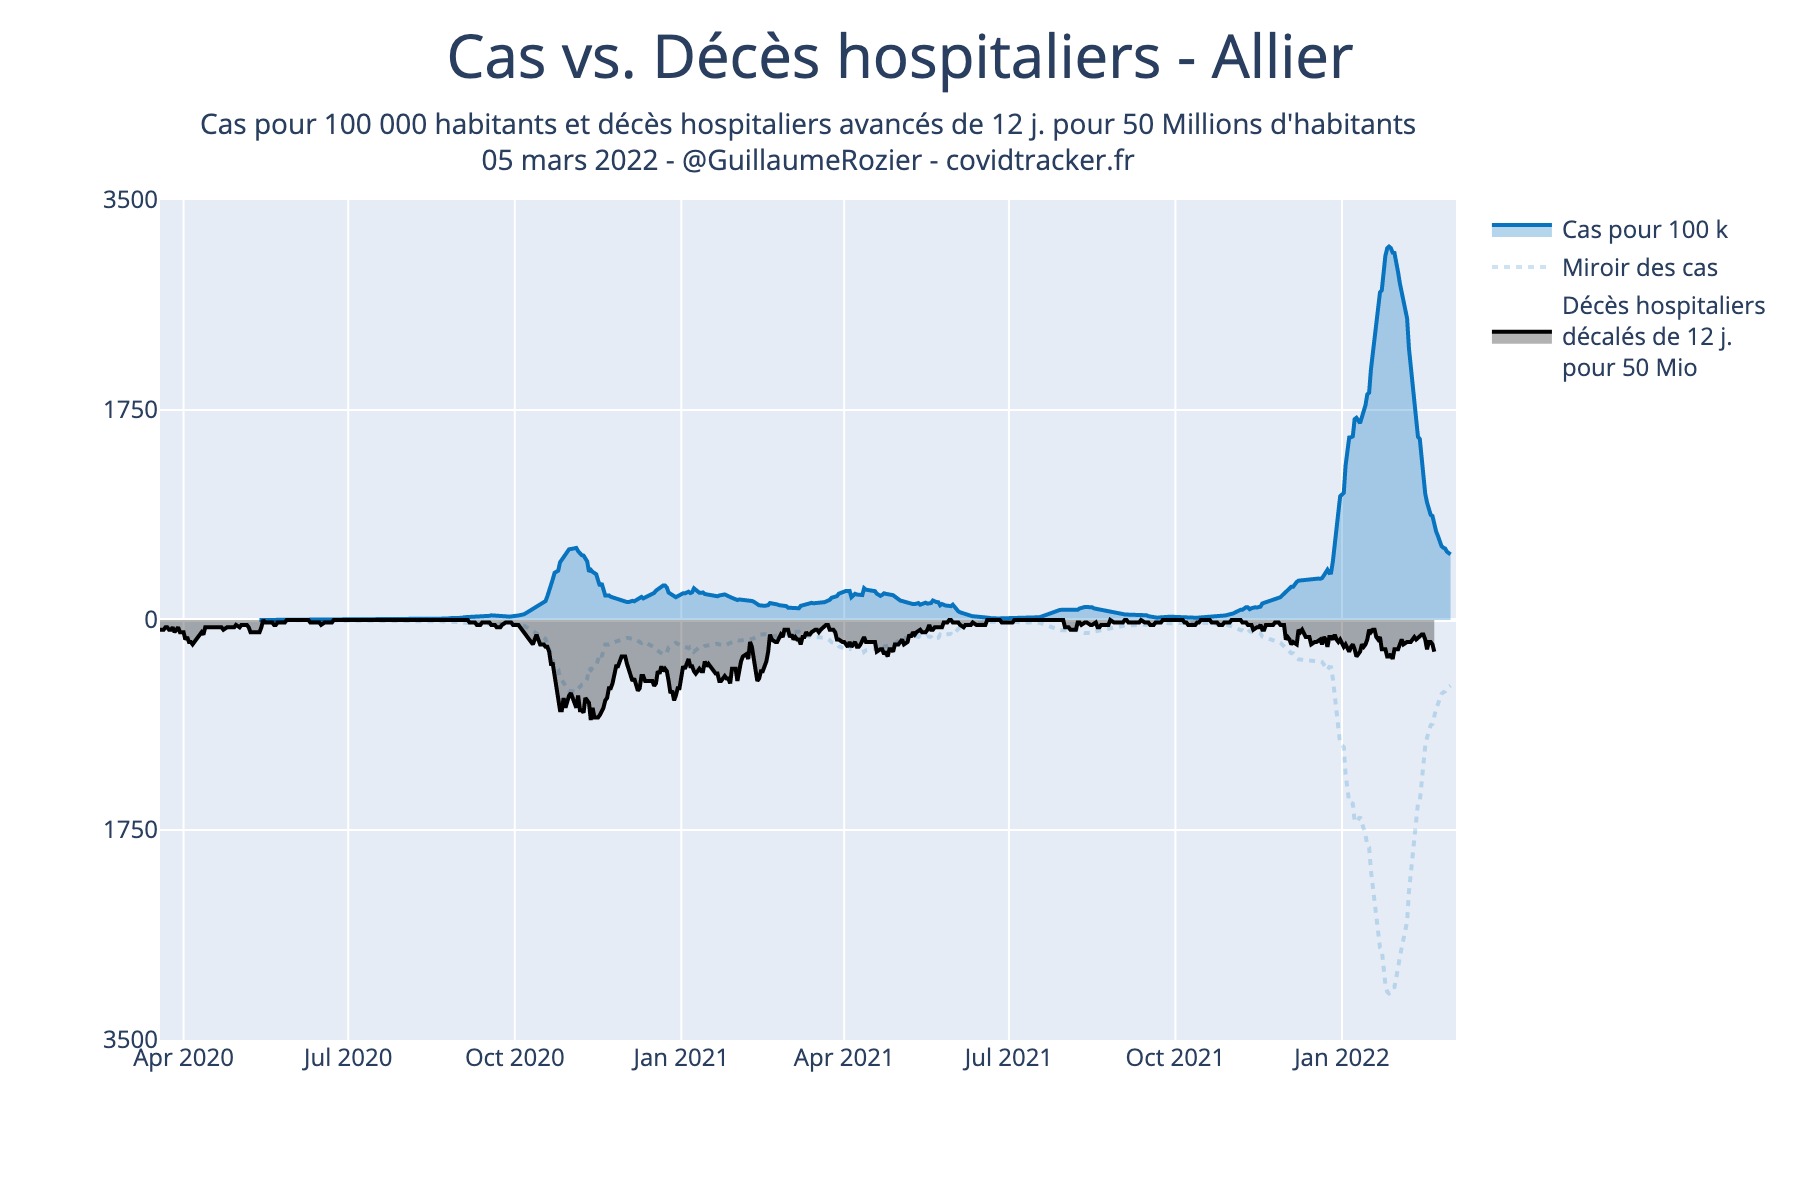 Cas vs. Décès hospitaliers - Allier
Cas pour 100 000 habitants et décès hospitaliers avancés de 12 j. pour 50 Millions d'habitants
05 mars 2022 - @GuillaumeRozier - covidtracker.fr
3500
1750
0
1750
3500
Apr 2020
Jul 2020
Oct 2020
Jan 2021
Apr 2021
Jul 2021
Oct 2021
Jan 2022
Cas pour 100 k
Miroir des cas
Décès hospitaliers
décalés de 12 j.
pour 50 Mio